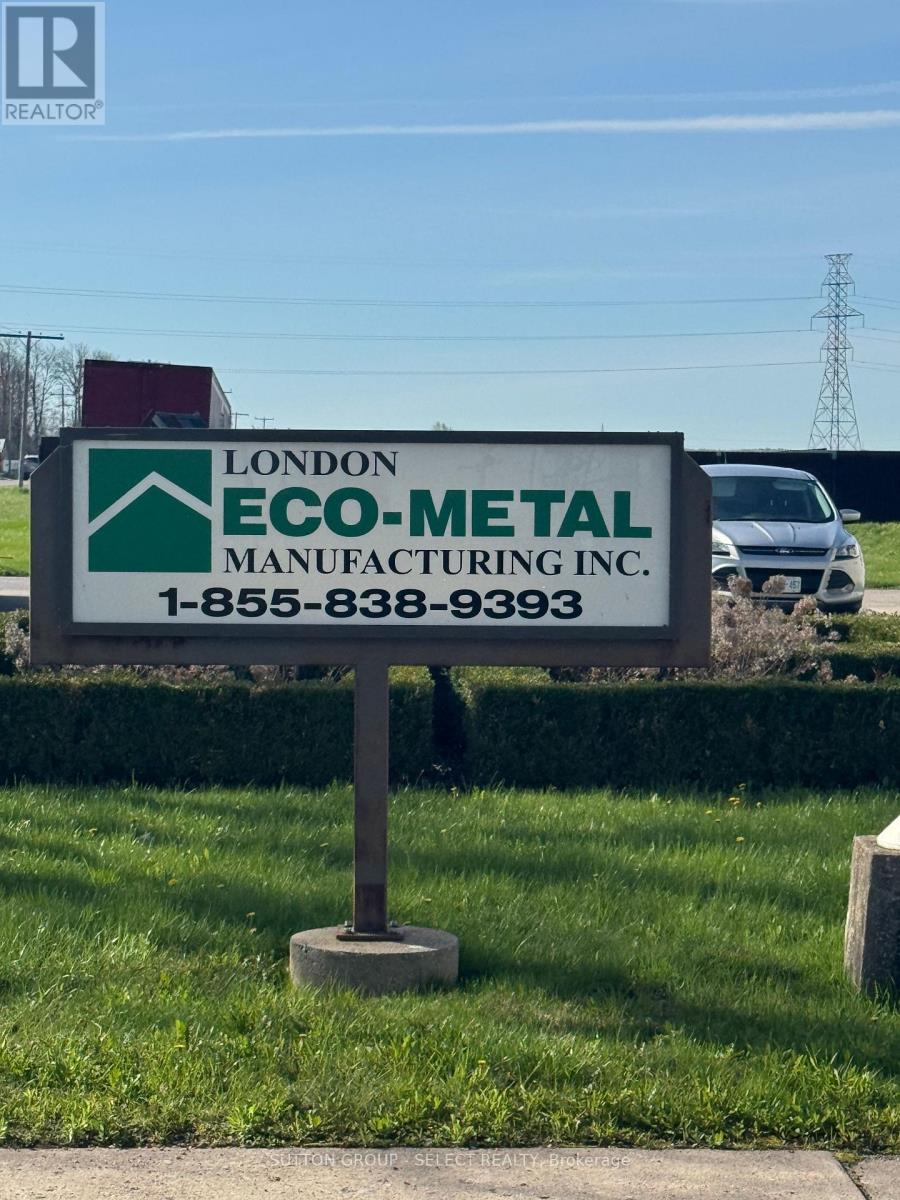 R
REALTOR®
LONDON
ECO-METAL
MANUFACTURING INC.
1-855-838-9393
SUTTON GROUP - SELECT REALTY, Brokerage